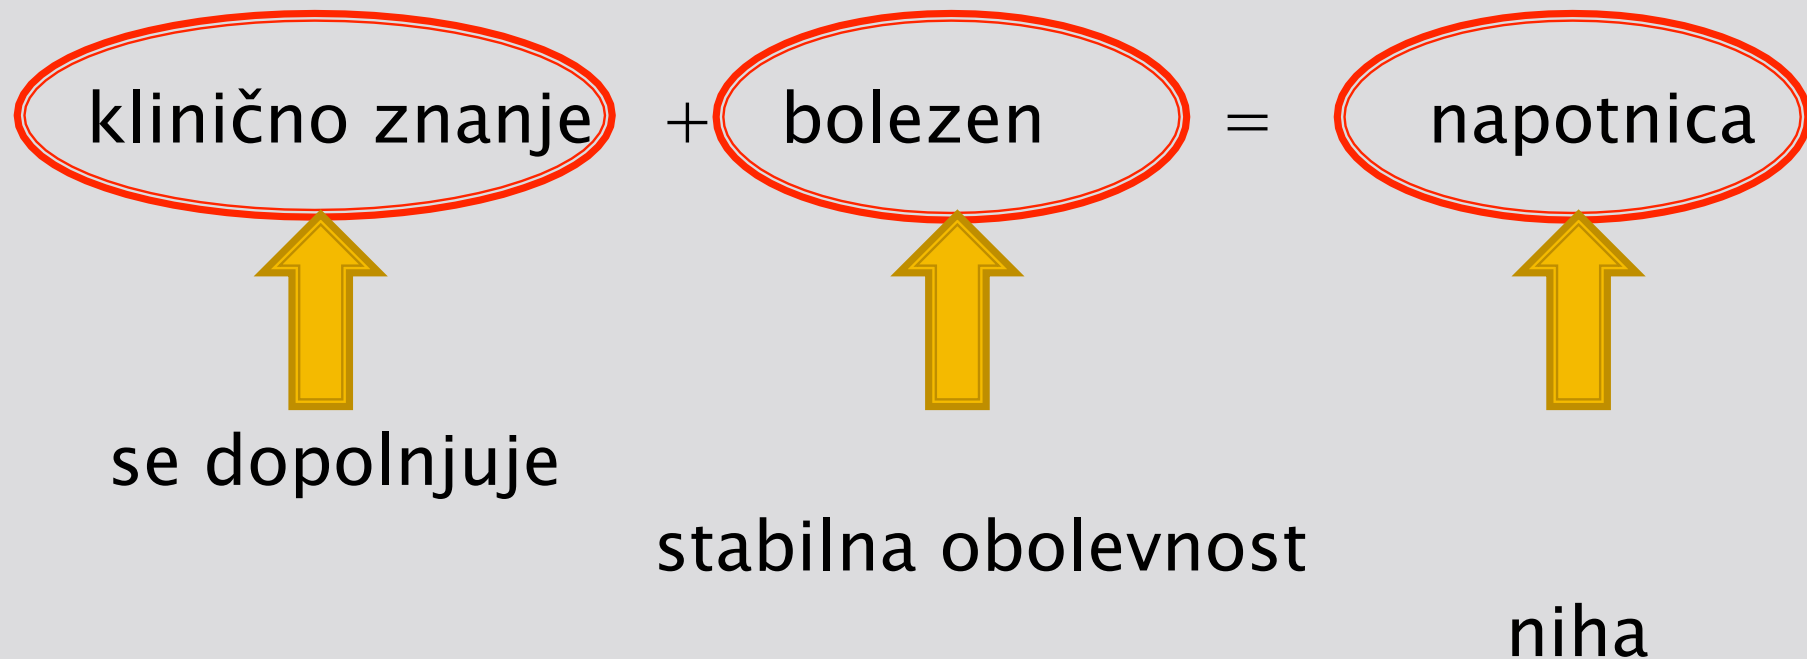 klinično znanje + bolezen = napotnica
se dopolnjuje
stabilna obolevnost
niha